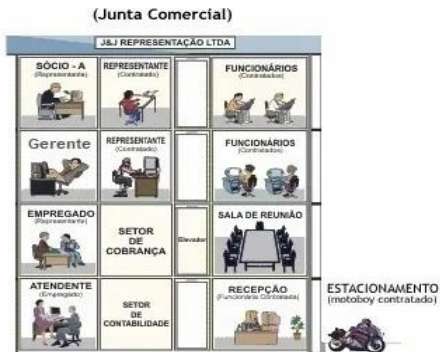 (Junta Comercial)
J&J REPRESENTAÇÃO LTDA
SÓCIO - A
(Representante)
REPRESENTANTE
(Contratado)
FUNCIONÁRIOS
(Contratados)
Gerente
REPRESENTANTE
(Contratado)
FUNCIONÁRIOS
(Contratados)
EMPREGADO
(Representante)
SETOR
DE
COBRANÇA
Elevador
SALA DE REUNIÃO
ATENDENTE
(Empregado)
SETOR
DE
CONTABILIDADE
RECEPÇÃO
(Funcionária Contratada)
ESTACIONAMENTO
(motoboy contratado)